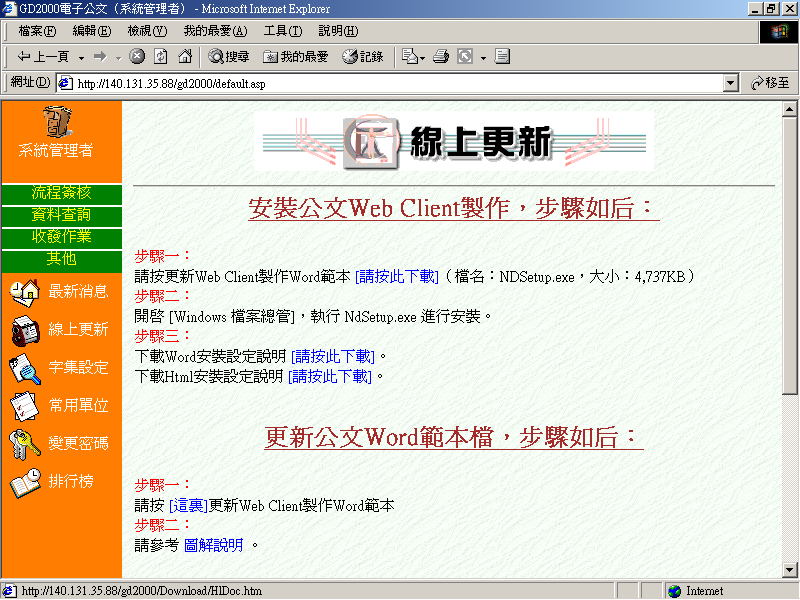 GD2000電子公文（系統管理者） - Microsoft Internet Explorer
檔案(F) 編輯(E) 檢視(V) 我的最愛(A) 工具(T) 說明(H)
上一頁 搜尋 我的最愛 記錄
網址(D) http://140.131.35.88/gd2000/default.asp 移至
系統管理者
流程簽核
資料查詢
收發作業
其他
最新消息
線上更新
字集設定
常用單位
變更密碼
排行榜
線上更新
安裝公文Web Client製作，步驟如后：
步驟一：
請按更新Web Client製作Word範本 [請按此下載]（檔名：NDSetup.exe，大小：4,737KB）
步驟二：
開啓 [Windows 檔案總管]，執行 NdSetup.exe 進行安裝。
步驟三：
下載Word安裝設定說明 [請按此下載]。
下載Html安裝設定說明 [請按此下載]。
更新公文Word範本檔，步驟如后：
步驟一：
請按 [這裏]更新Web Client製作Word範本
步驟二：
請參考 圖解說明 。
http://140.131.35.88/gd2000/Download/HlDoc.htm Internet